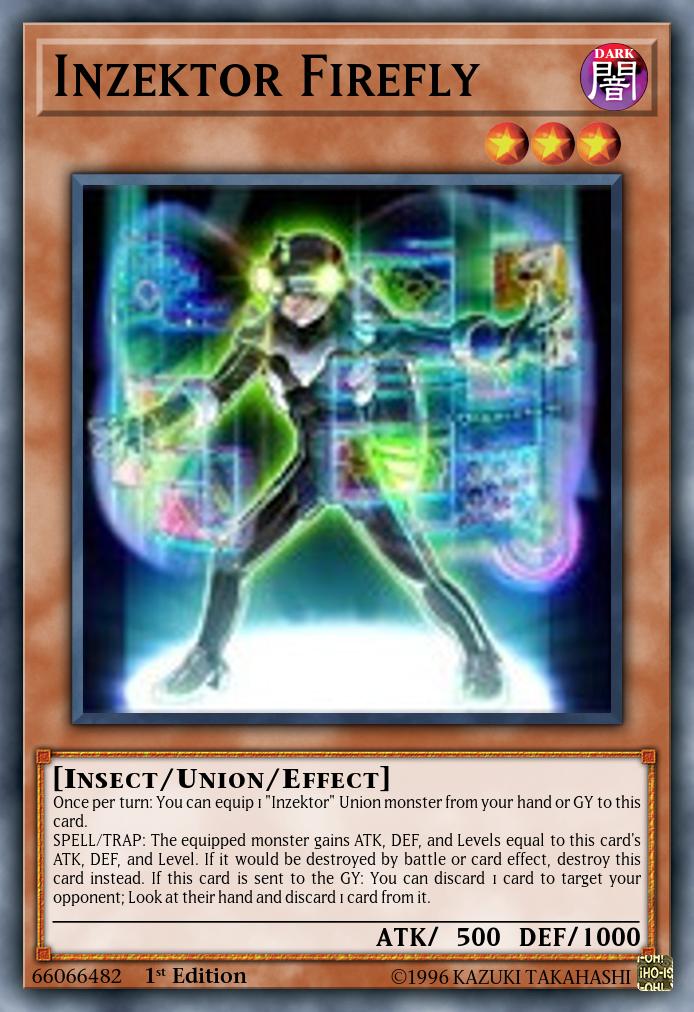 Inzektor Firefly
DARK
闇
[Insect/Union/Effect]
Once per turn: You can equip 1 "Inzektor" Union monster from your hand or GY to this
card.
SPELL/TRAP: The equipped monster gains ATK, DEF, and Levels equal to this card's
ATK, DEF, and Level. If it would be destroyed by battle or card effect, destroy this
card instead. If this card is sent to the GY: You can discard 1 card to target your
opponent; Look at their hand and discard 1 card from it.
ATK/ 500 DEF/1000
66066482 1st Edition ©1996 KAZUKI TAKAHASHI